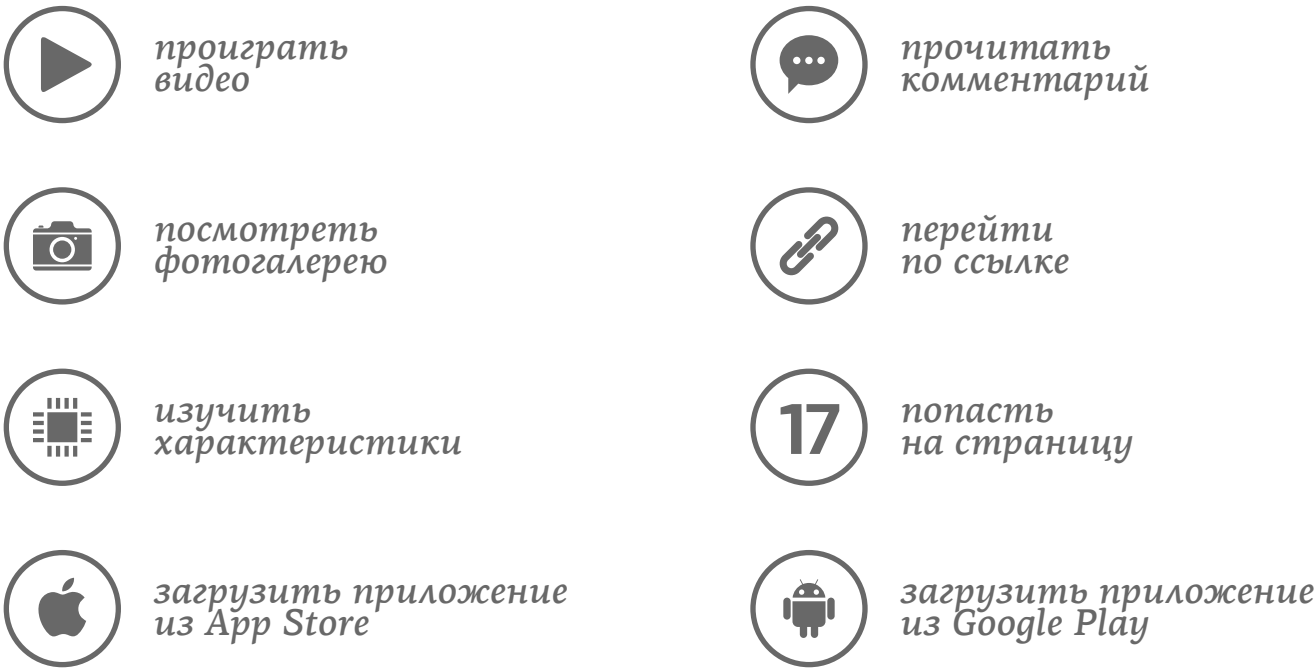 проиграть
видео
прочитать
комментарий
посмотреть
фотогалерею
перейти
по ссылке
изучить
характеристики
17
попасть
на страницу
загрузить приложение
из App Store
загрузить приложение
из Google Play